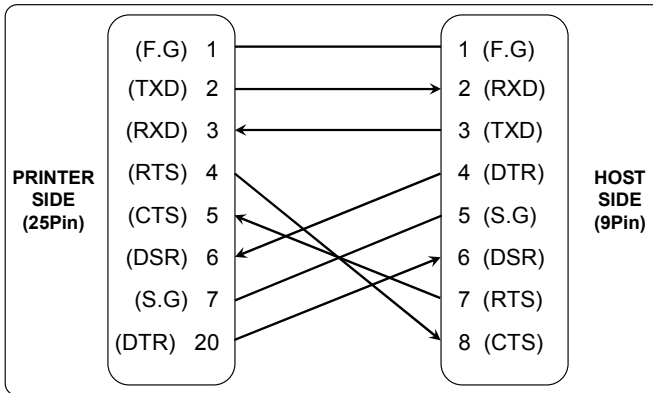 (F.G) 1 1 (F.G)
(TXD) 2 2 (RXD)
(RXD) 3 3 (TXD)
PRINTER
SIDE
(25Pin)
(RTS) 4 4 (DTR)
(CTS) 5 5 (S.G)
(DSR) 6 6 (DSR)
HOST
SIDE
(9Pin)
(S.G) 7 7 (RTS)
(DTR) 20 8 (CTS)